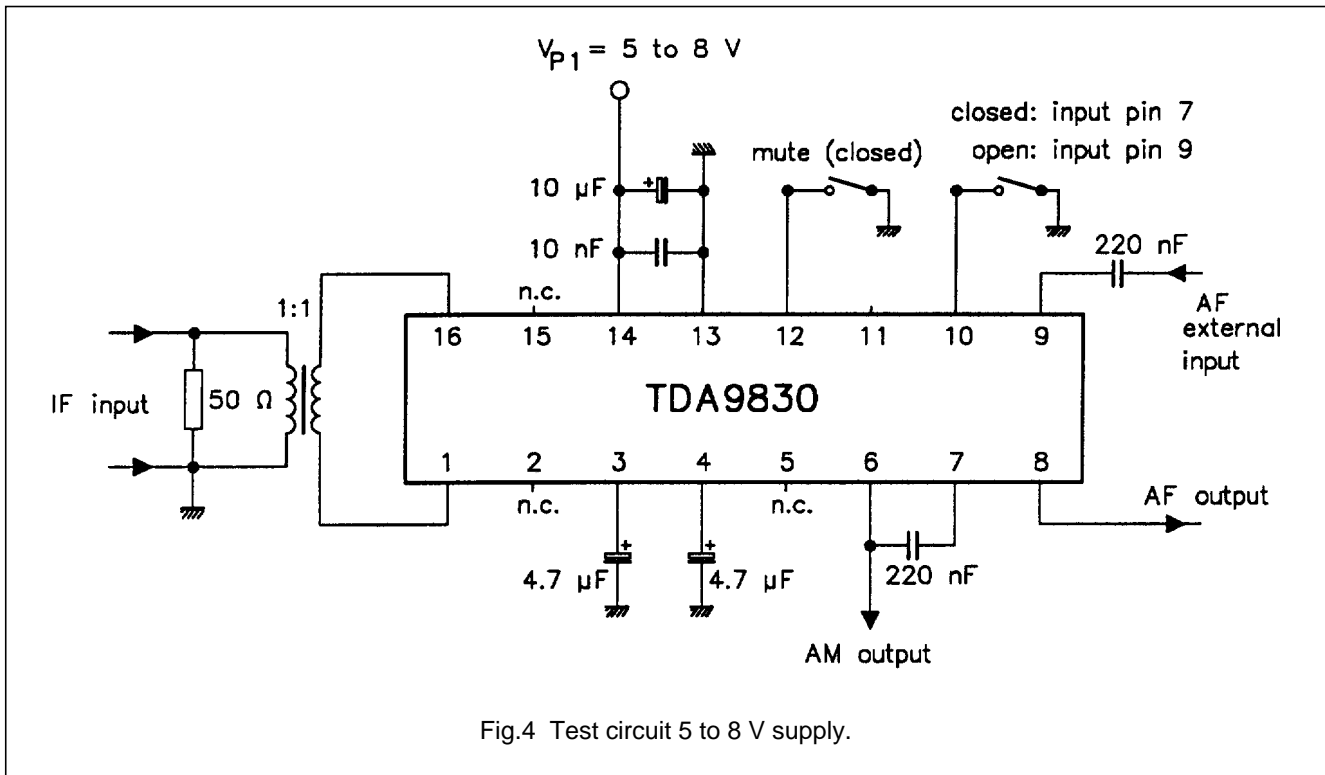 V_P1 = 5 to 8 V
closed: input pin 7
mute (closed)
open: input pin 9
10 µF
+
10 nF
220 nF
n.c.
1:1
AF
external
input
16 15 14 13 12 11 10 9
IF input
50 Ω
TDA9830
1 2 3 4 5 6 7 8
n.c.
n.c.
AF output
+
+
4.7 µF
4.7 µF
220 nF
AM output
Fig.4 Test circuit 5 to 8 V supply.